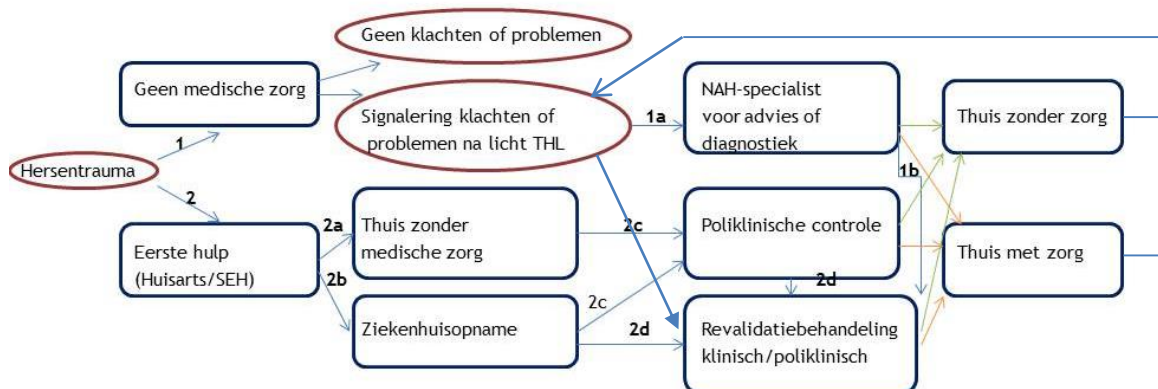 Geen klachten of problemen
Geen medische zorg
Signalering klachten of
problemen na licht THL
1a
NAH-specialist
voor advies of
diagnostiek
Thuis zonder zorg
1
Hersentrauma
2
1b
Eerste hulp
(Huisarts/SEH)
2a
2b
Thuis zonder
medische zorg
2c
Poliklinische controle
Thuis met zorg
2c
2d
Ziekenhuisopname
2d
Revalidatiebehandeling
klinisch/poliklinisch